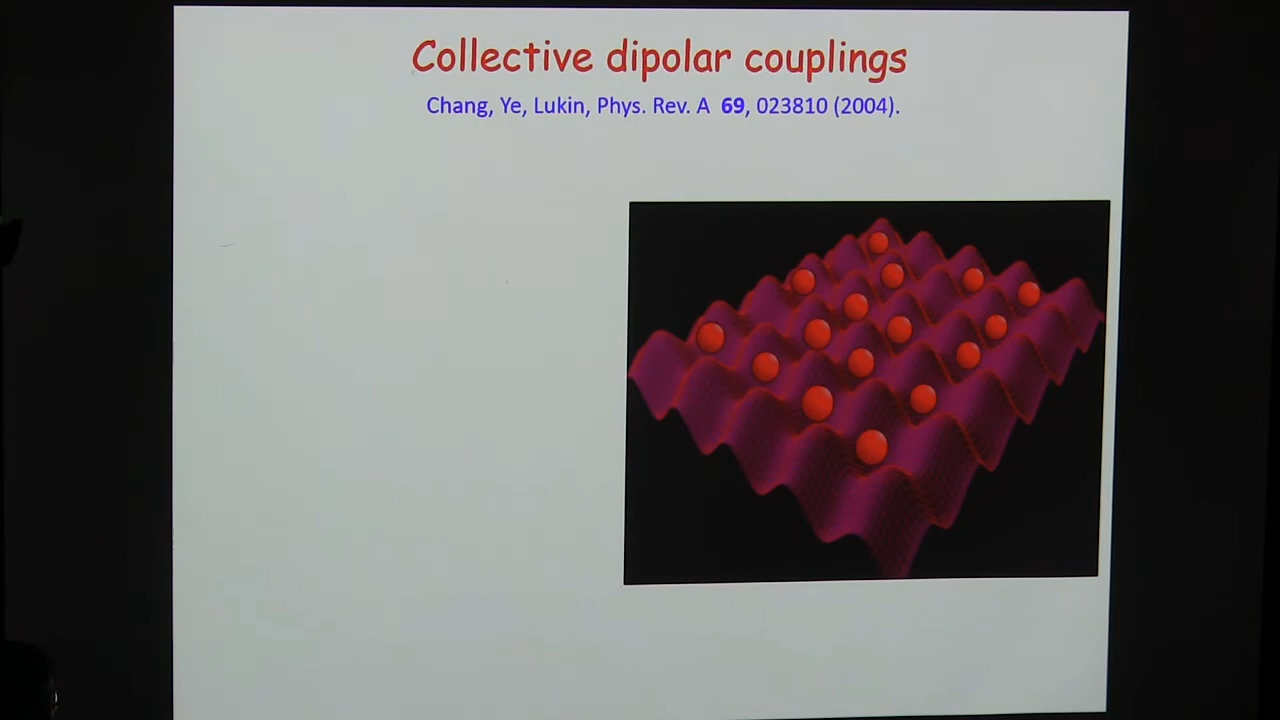 Collective dipolar couplings
Chang, Ye, Lukin, Phys. Rev. A 69, 023810 (2004).